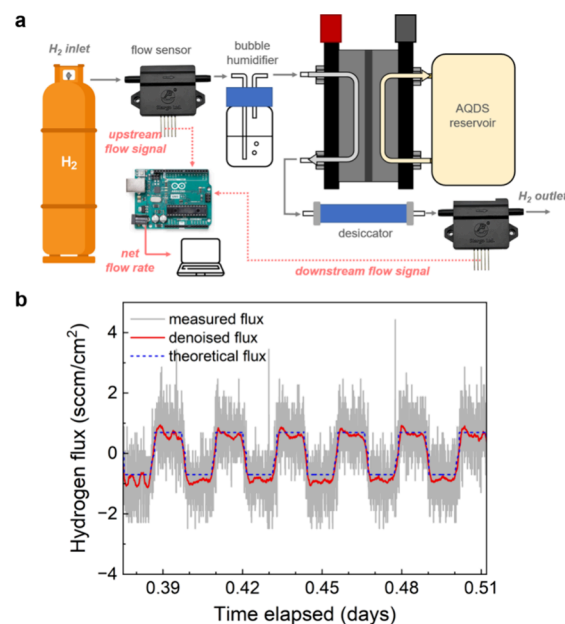 a
H2 inlet
flow sensor
bubble
humidifier
AQDS
reservoir
upstream
flow signal
H2
H2 outlet
desiccator
net
flow rate
downstream flow signal
b
measured flux
denoised flux
theoretical flux
Hydrogen flux (sccm/cm²)
4
2
0
−2
−4
0.39
0.42
0.45
0.48
0.51
Time elapsed (days)